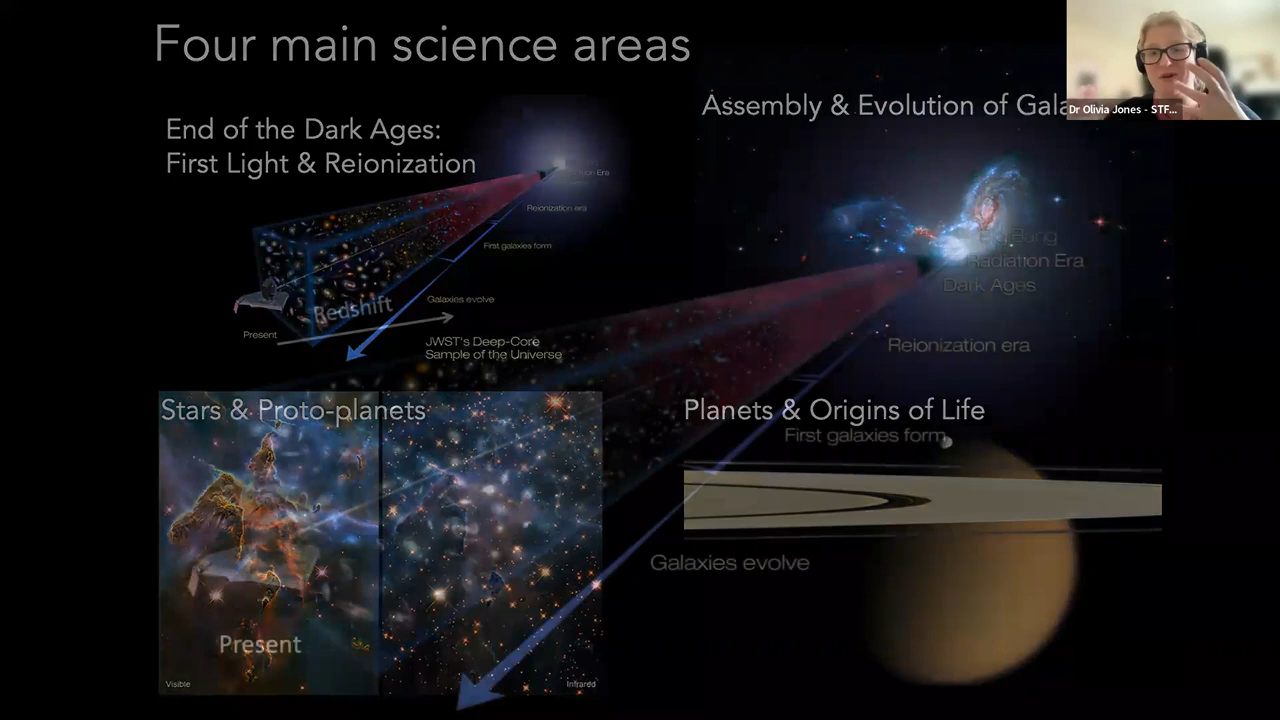 Four main science areas
Assembly & Evolution of Gala
Dr Olivia Jones - STF...
End of the Dark Ages:
First Light & Reionization
Reionization era
First galaxies form
Galaxies evolve
Redshift
Present
JWST's Deep-Core
Sample of the Universe
Big Bang
Radiation Era
Dark Ages
Reionization era
Stars & Proto-planets
Planets & Origins of Life
First galaxies form
Galaxies evolve
Present
Visible
Infrared